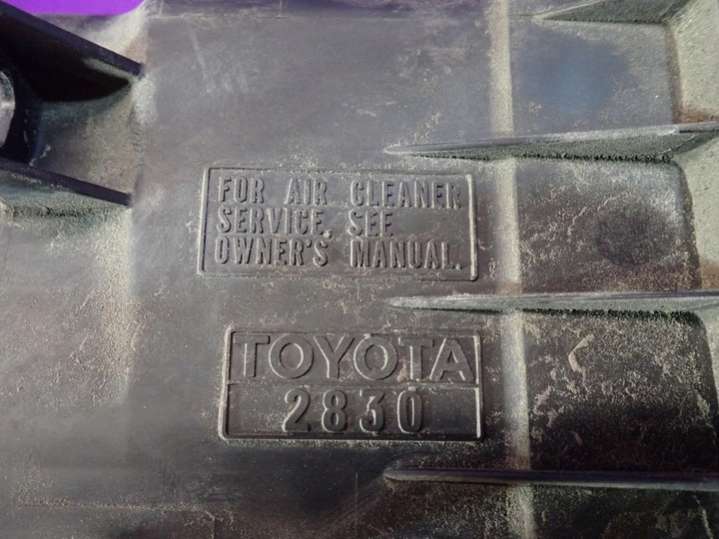 FOR AIR CLEANER
SERVICE, SEE
OWNER'S MANUAL.
TOYOTA
2830